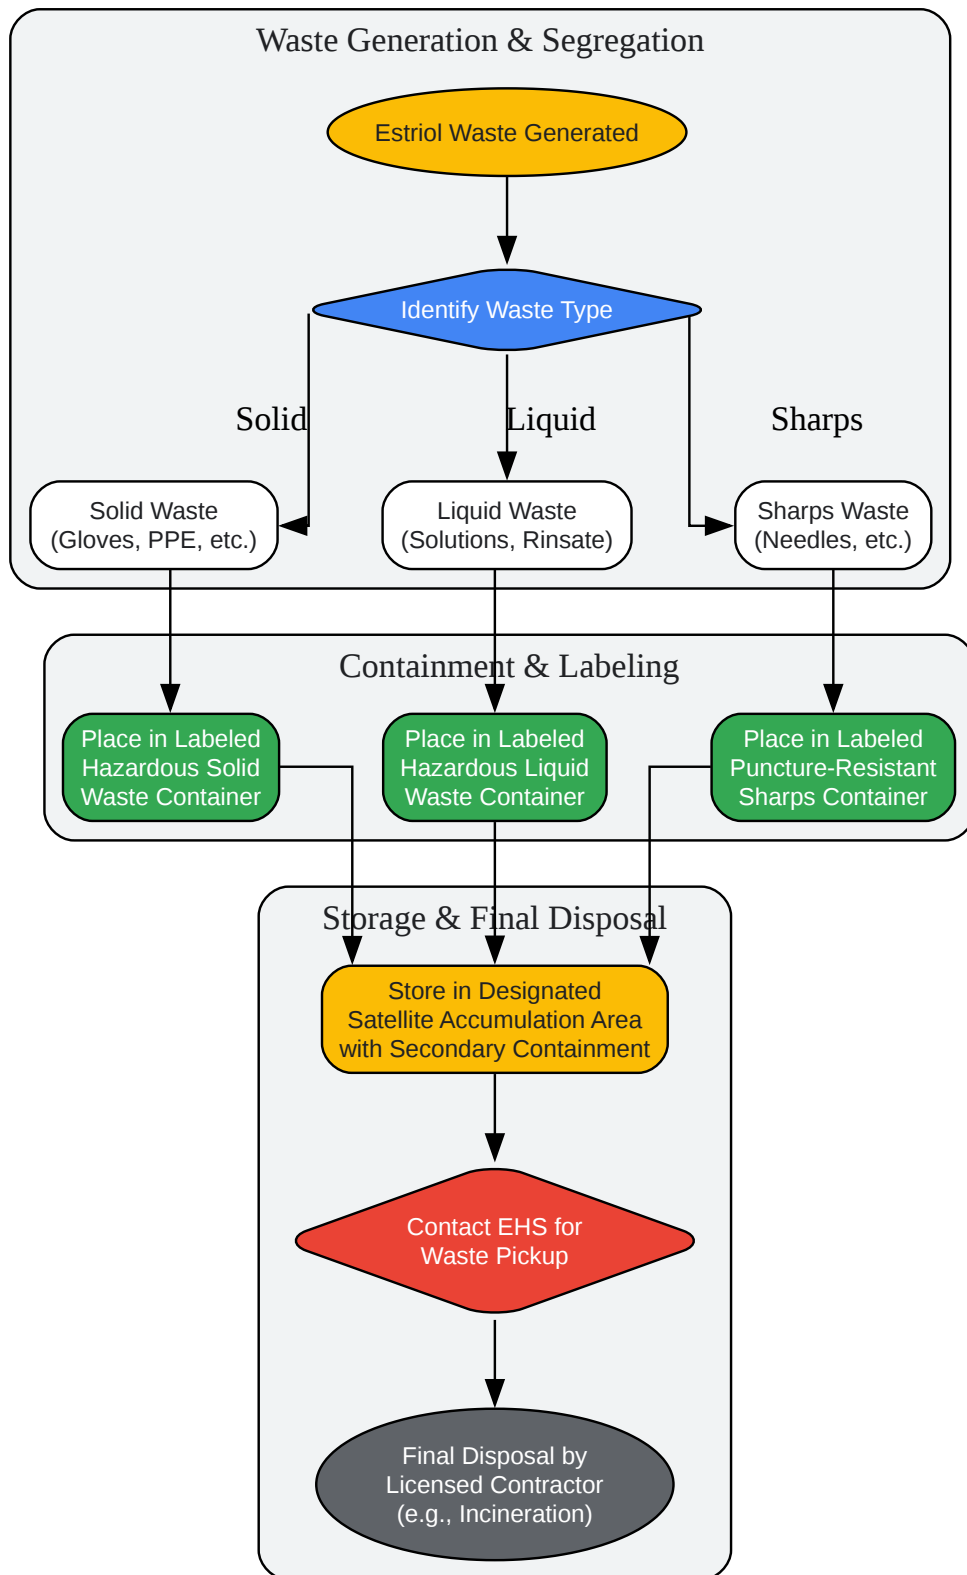 Waste Generation & Segregation
Estriol Waste Generated
Identify Waste Type
Solid
Liquid
Sharps
Solid Waste
(Gloves, PPE, etc.)
Liquid Waste
(Solutions, Rinsate)
Sharps Waste
(Needles, etc.)
Containment & Labeling
Place in Labeled
Hazardous Solid
Waste Container
Place in Labeled
Hazardous Liquid
Waste Container
Place in Labeled
Puncture-Resistant
Sharps Container
Storage & Final Disposal
Store in Designated
Satellite Accumulation Area
with Secondary Containment
Contact EHS for
Waste Pickup
Final Disposal by
Licensed Contractor
(e.g., Incineration)